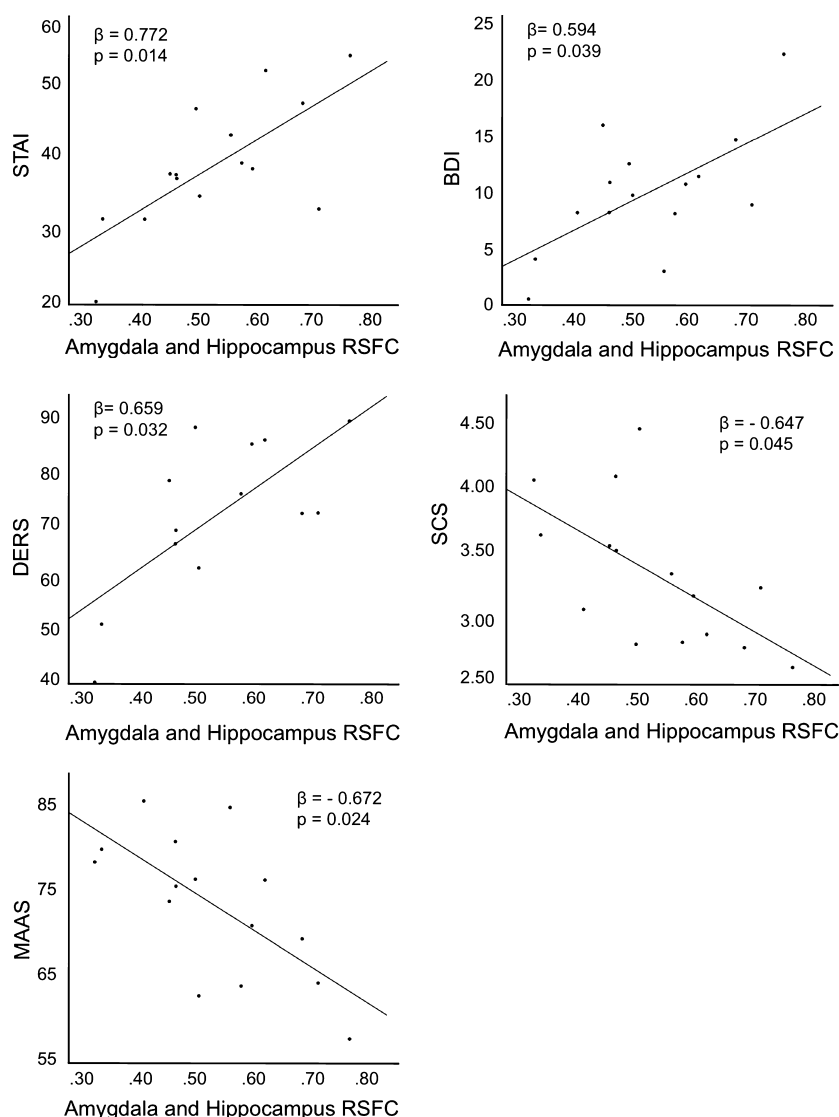 β = 0.772
p = 0.014
60
50
40
30
20
STAI
.30 .40 .50 .60 .70 .80
Amygdala and Hippocampus RSFC
β= 0.594
p = 0.039
25
20
15
10
5
0
BDI
.30 .40 .50 .60 .70 .80
Amygdala and Hippocampus RSFC
β= 0.659
p = 0.032
90
80
70
60
50
40
DERS
.30 .40 .50 .60 .70 .80
Amygdala and Hippocampus RSFC
β = - 0.647
p = 0.045
4.50
4.00
3.50
3.00
2.50
SCS
.30 .40 .50 .60 .70 .80
Amygdala and Hippocampus RSFC
β = - 0.672
p = 0.024
85
75
65
55
MAAS
.30 .40 .50 .60 .70 .80
Amygdala and Hippocampus RSFC